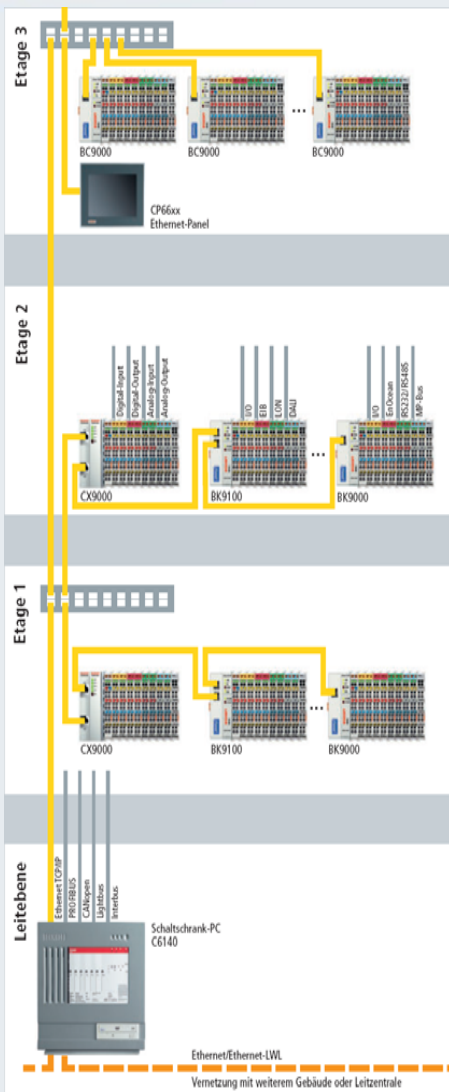 Etage 3
BC9000
BC9000
...
BC9000
CP66xx
Ethernet-Panel
Etage 2
Digital-Input
Digital-Output
Analog-Input
Analog-Output
I/O
EIB
LON
DALI
I/O
EnOcean
RS232/RS485
MP-Bus
...
CX9000
BK9100
BK9000
Etage 1
...
CX9000
BK9100
BK9000
Leitebene
Ethernet TCP/IP
PROFIBUS
CANopen
Lightbus
Interbus
Schaltschrank-PC
C6140
Ethernet/Ethernet-LWL
Vernetzung mit weiterem Gebäude oder Leitzentrale